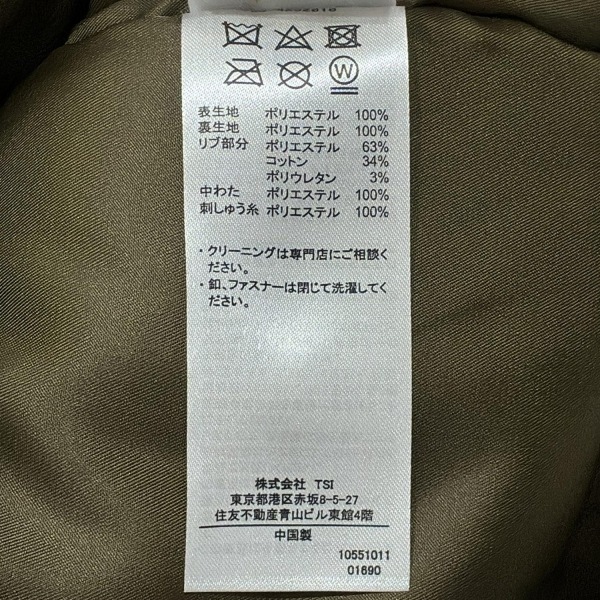 W
表生地 ポリエステル 100%
裏生地 ポリエステル 100%
リブ部分 ポリエステル 63%
コットン 34%
ポリウレタン 3%
中わた ポリエステル 100%
刺しゅう糸 ポリエステル 100%
・クリーニングは専門店にご相談く
ださい。
・釦、ファスナーは閉じて洗濯してく
ださい。
株式会社 TSI
東京都港区赤坂8-5-27
住友不動産青山ビル東館4階
中国製
10551011
01690